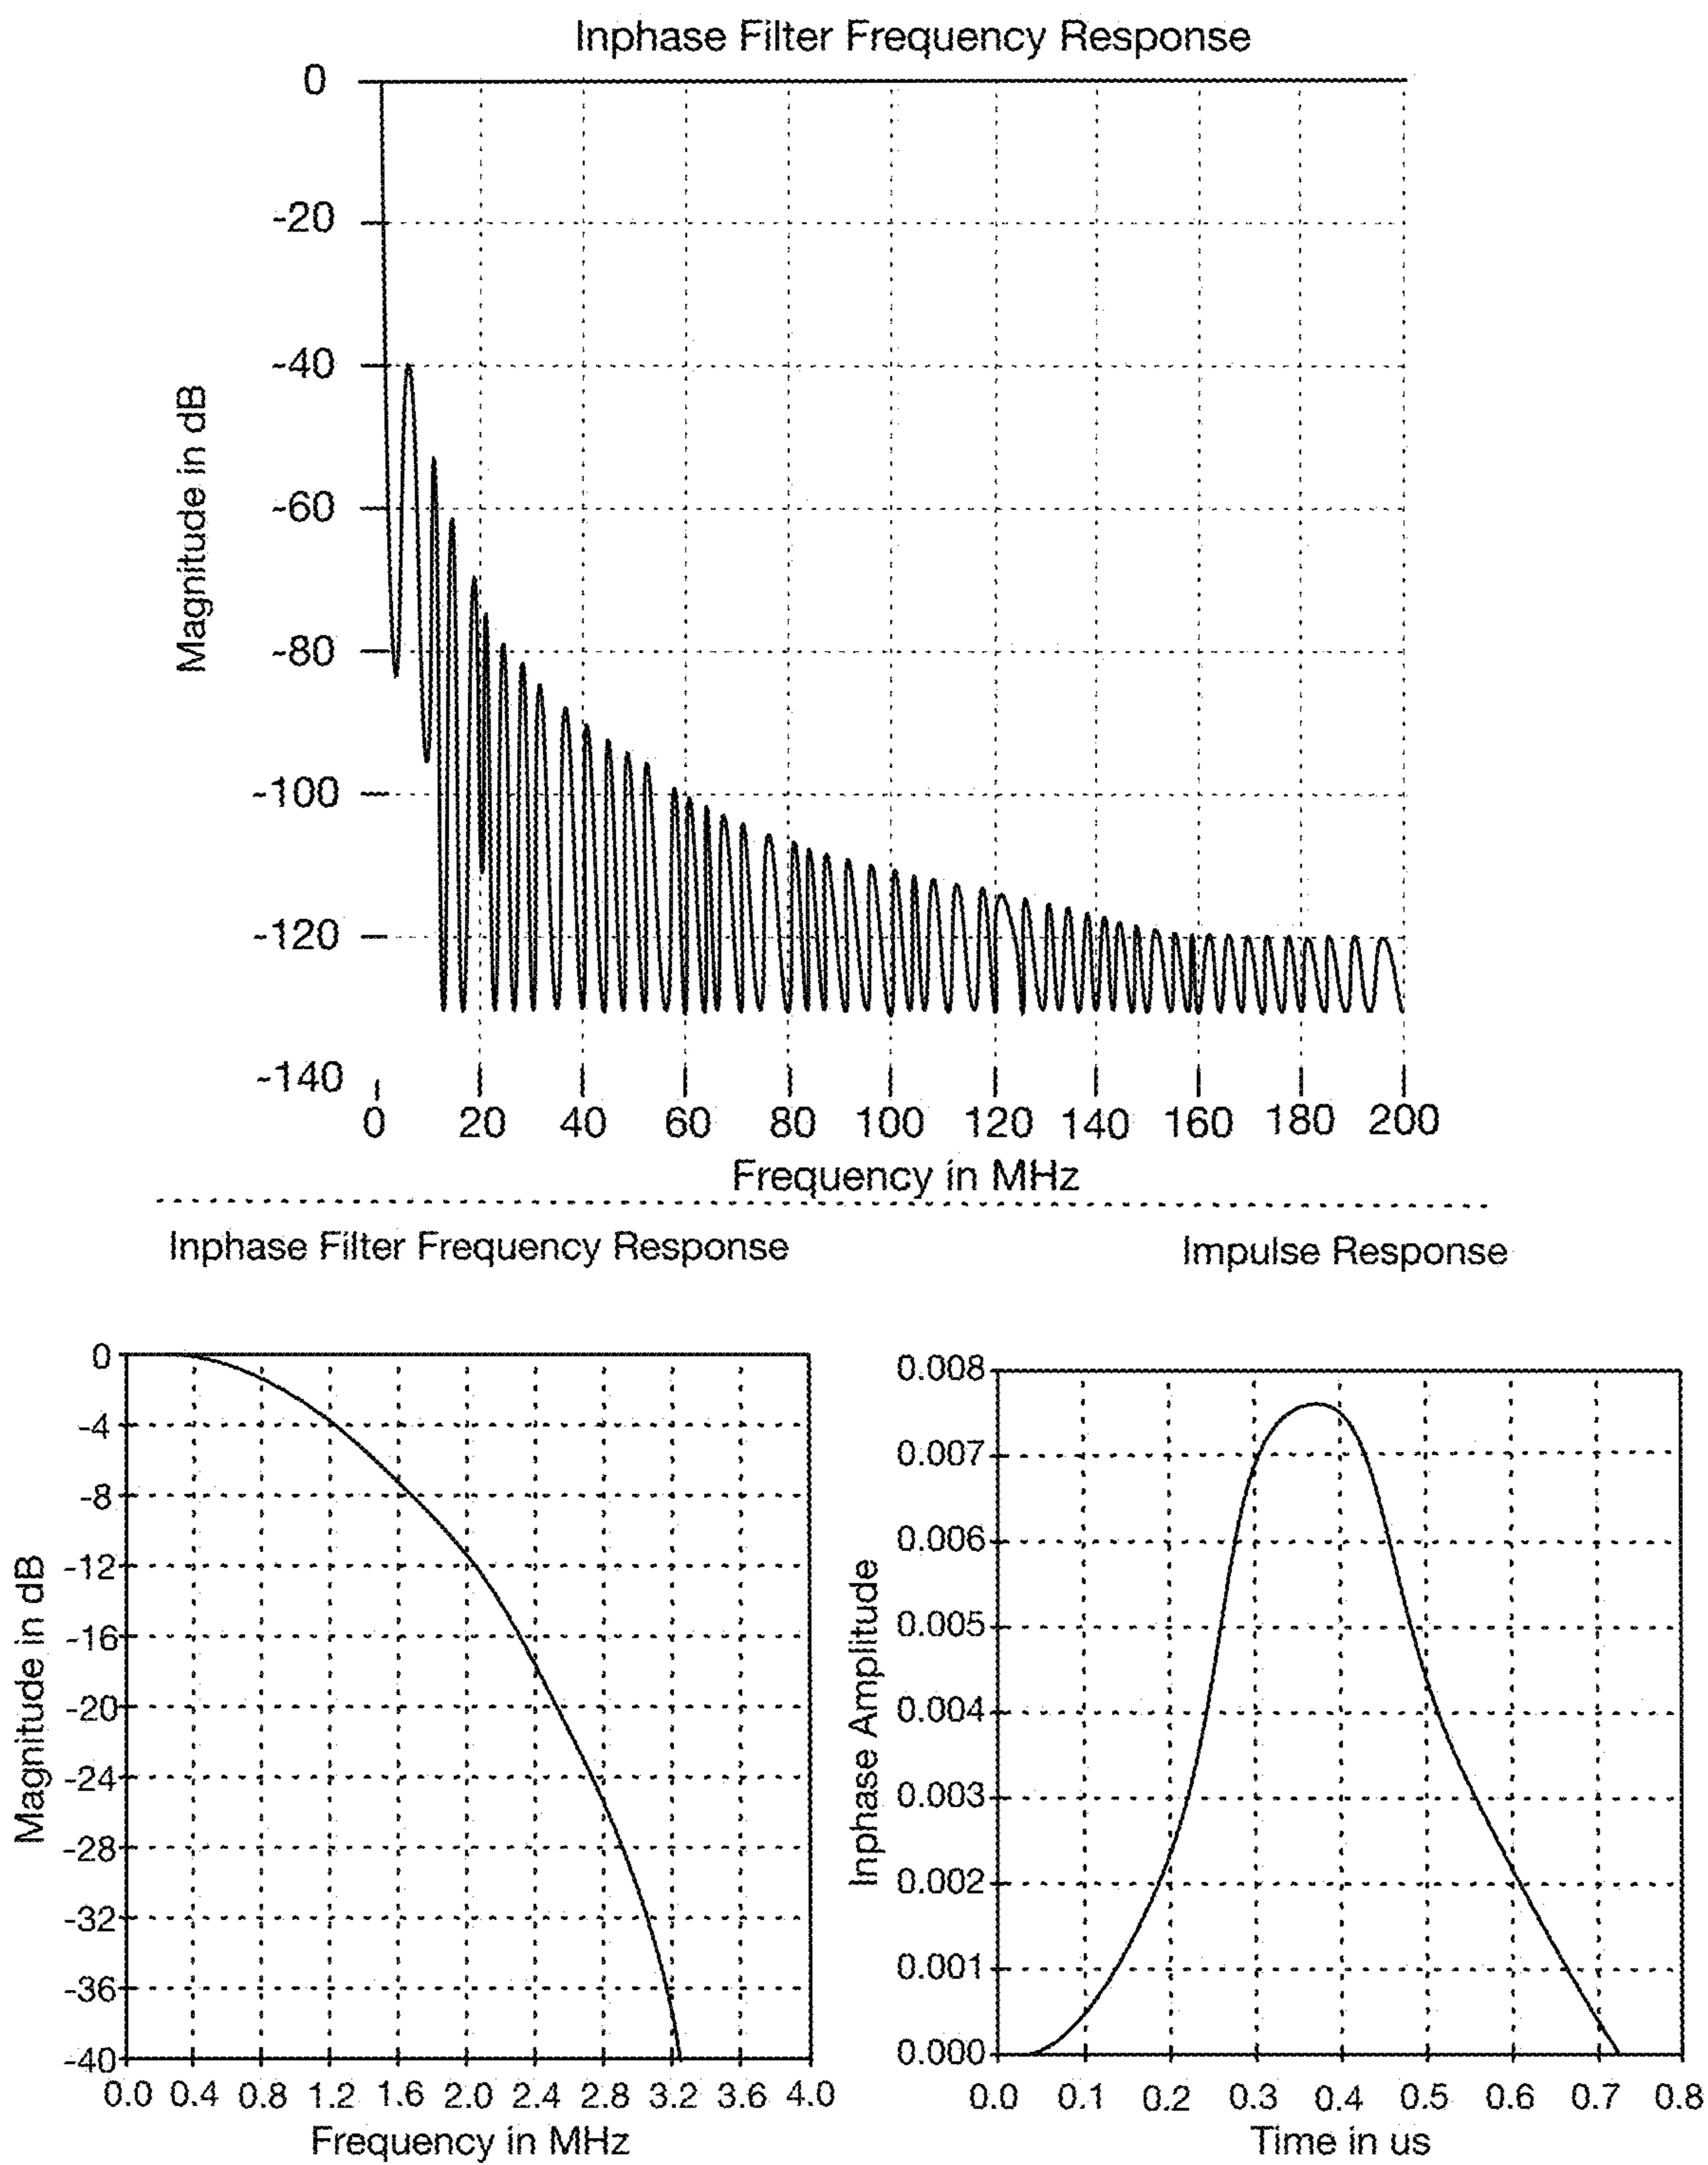 Inphase Filter Frequency Response
0
-20
-40
-60
-80
-100
-120
-140
Magnitude in dB
0 20 40 60 80 100 120 140 160 180 200
Frequency in MHz
Inphase Filter Frequency Response
0
-4
-8
-12
-16
-20
-24
-28
-32
-36
-40
Magnitude in dB
0.0 0.4 0.8 1.2 1.6 2.0 2.4 2.8 3.2 3.6 4.0
Frequency in MHz
Impulse Response
0.008
0.007
0.006
0.005
0.004
0.003
0.002
0.001
0.000
Inphase Amplitude
0.0 0.1 0.2 0.3 0.4 0.5 0.6 0.7 0.8
Time in us